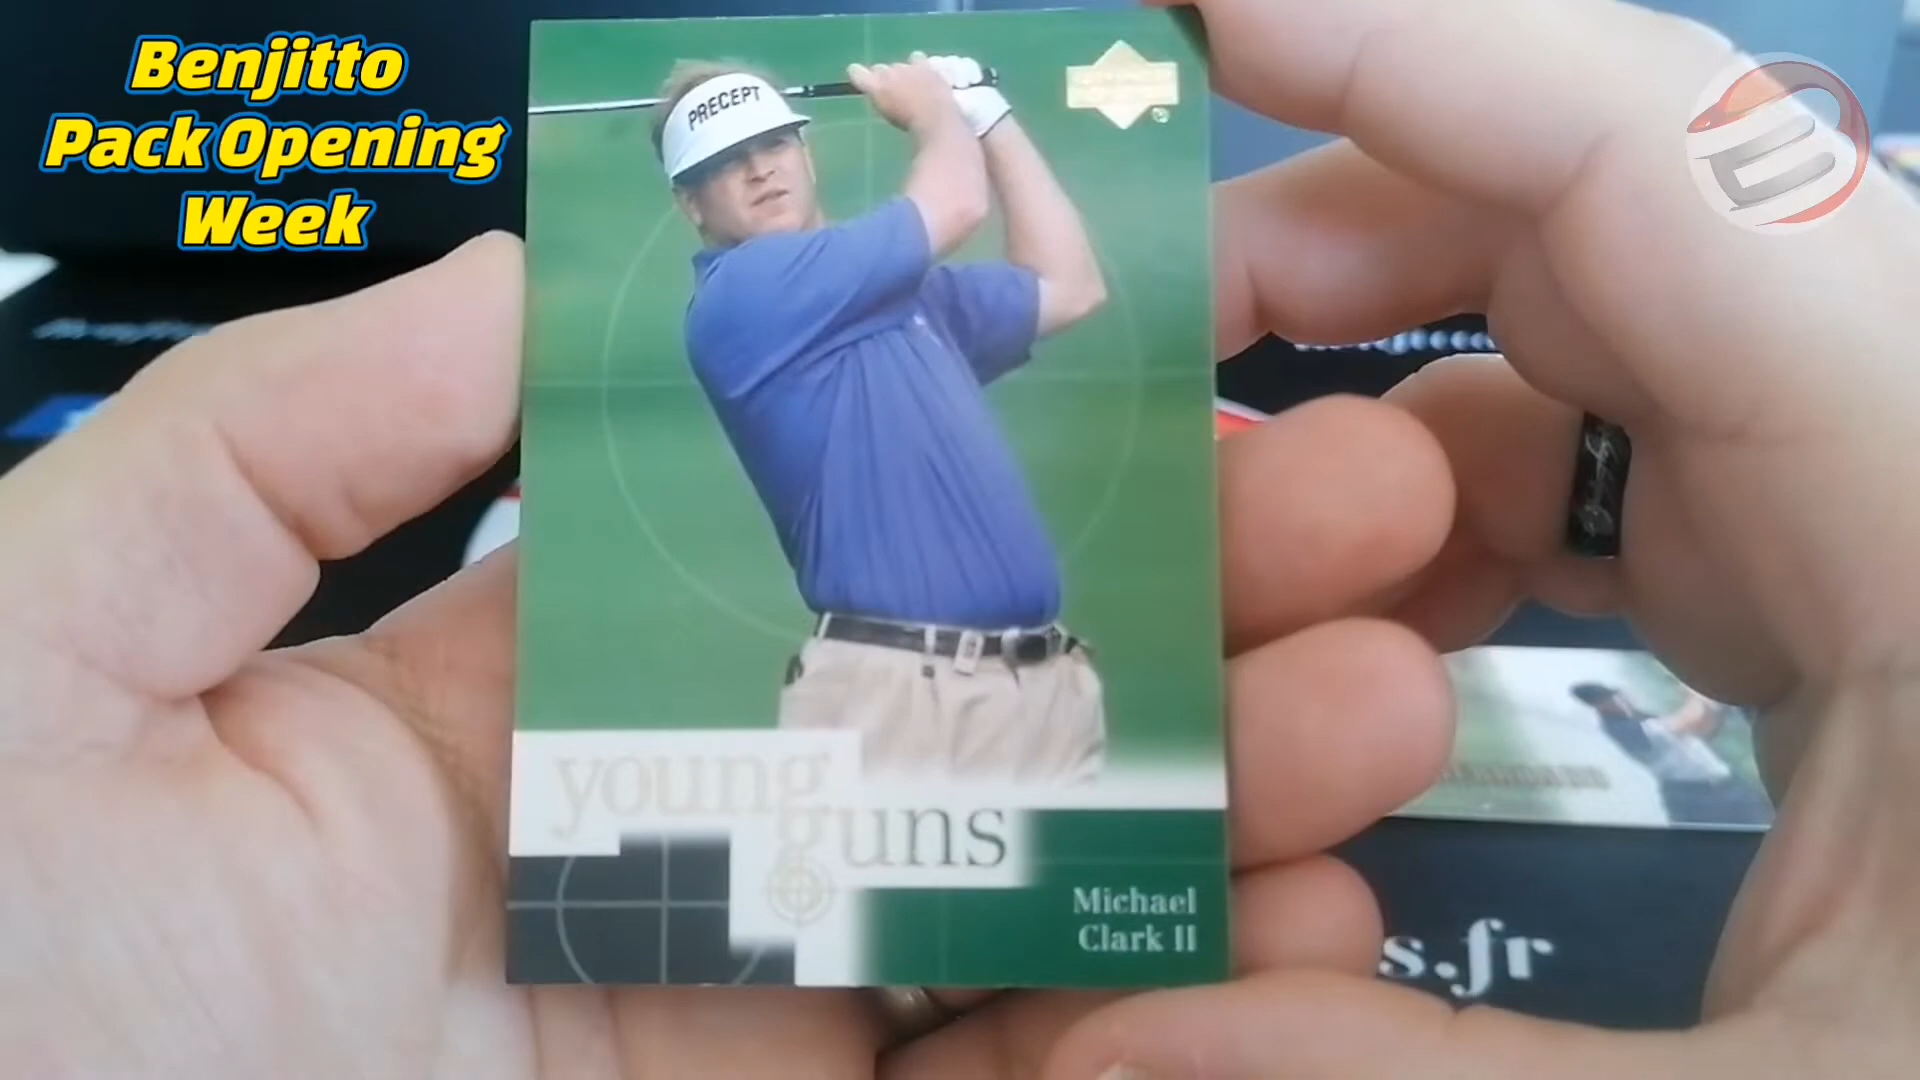 Benjitto
Pack Opening
Week
PRECEPT
young
guns
Michael
Clark II
s.fr